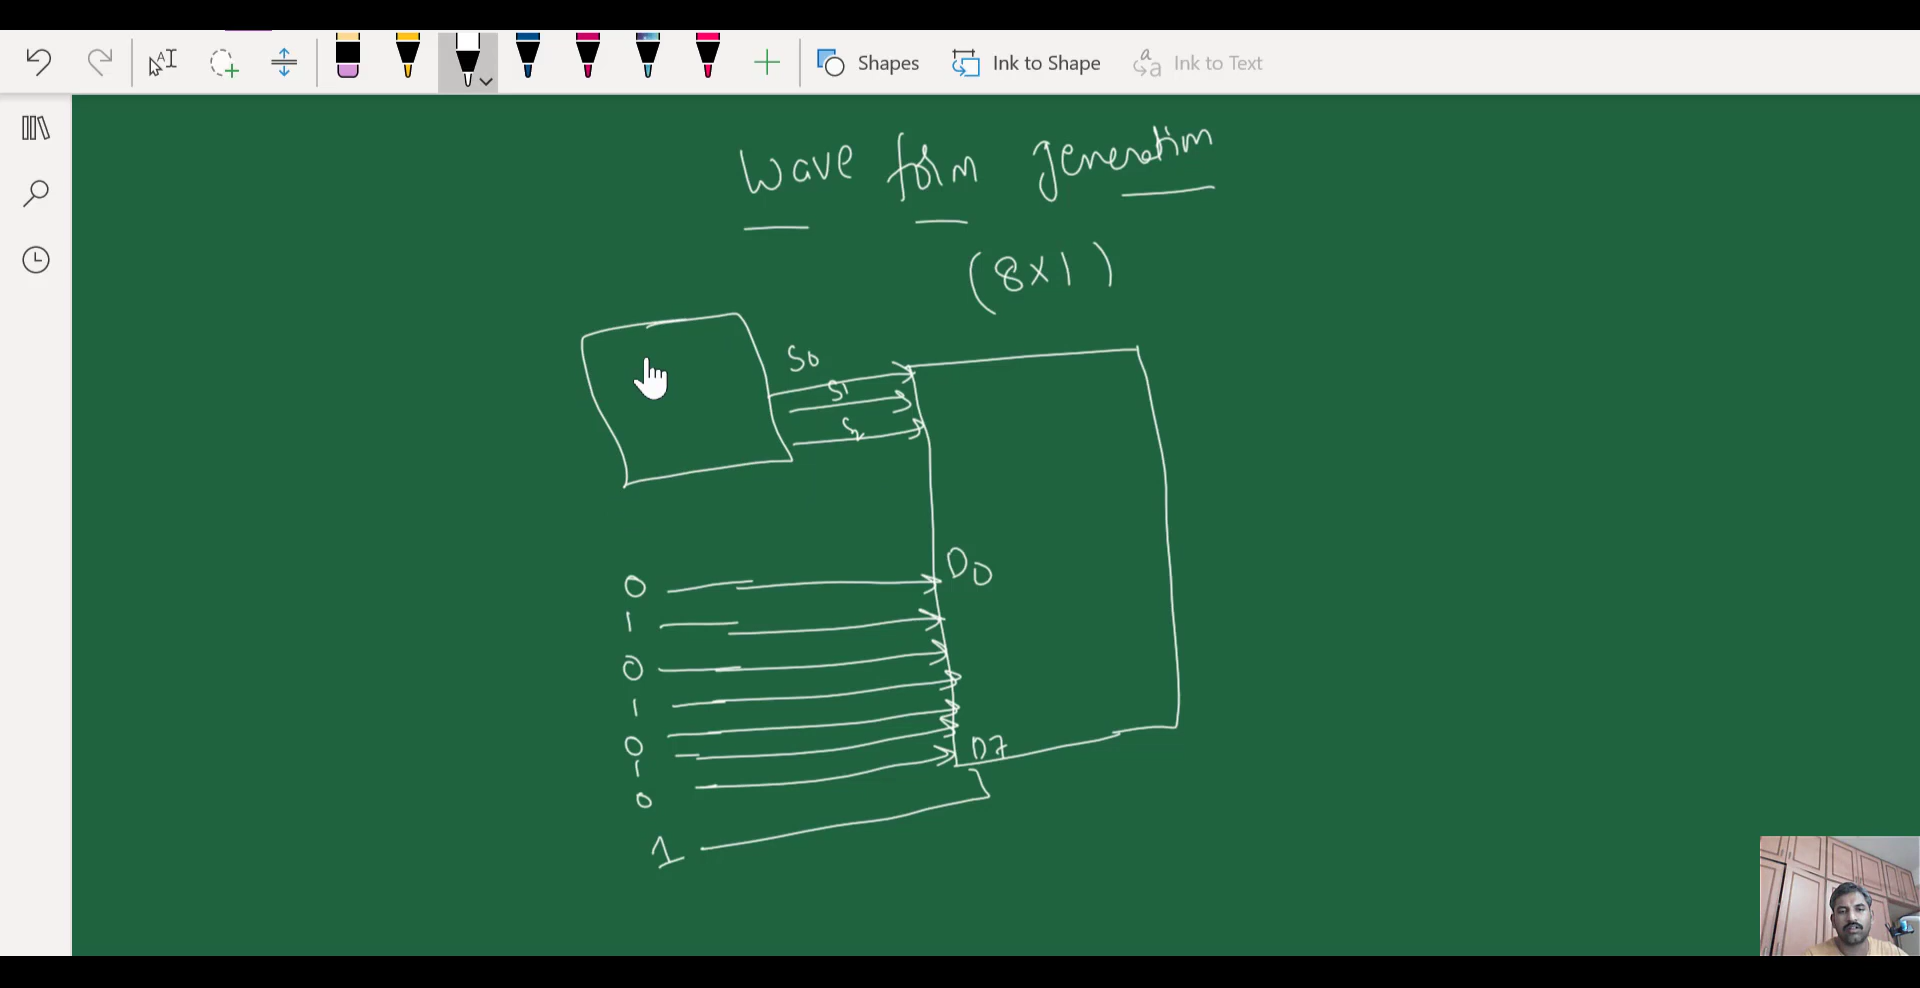 Shapes
Ink to Shape
Ink to Text
Wave form generation
(8x1)
S0
S1
S2
0
D0
1
0
1
0
1
0
D7
1